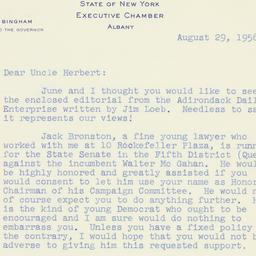 STATE OF NEW YORK
EXECUTIVE CHAMBER
BINGHAM
ALBANY
TO THE GOVERNOR
August 29, 1956
Dear Uncle Herbert:
June and I thought you would like to see
the enclosed editorial from the Adirondack Dail
Enterprise written by Jim Loeb. Needless to sa
it represents our views!
Jack Bronston, a fine young lawyer who
worked with me at 10 Rockefeller Plaza, is runn
for the State Senate in the Fifth District (Que
against the incumbent Walter Mc Gahan. He woul
be highly honored and greatly assisted if you
would consent to let him use your name as Honor
Chairman of his Campaign Committee. He would n
of course expect you to do anything further. H
is the kind of young Democrat who ought to be
encouraged and I am sure would do nothing to
embarrass you. Unless you have a fixed policy
the contrary, I would hope that you would not b
adverse to giving him this requested support.